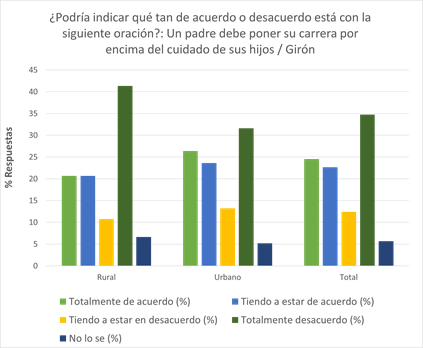 ¿Podría indicar qué tan de acuerdo o desacuerdo está con la
siguiente oración?: Un padre debe poner su carrera por
encima del cuidado de sus hijos / Girón
% Respuestas
45
40
35
30
25
20
15
10
5
0
Rural
Urbano
Total
Totalmente de acuerdo (%)
Tiendo a estar de acuerdo (%)
Tiendo a estar en desacuerdo (%)
Totalmente desacuerdo (%)
No lo se (%)